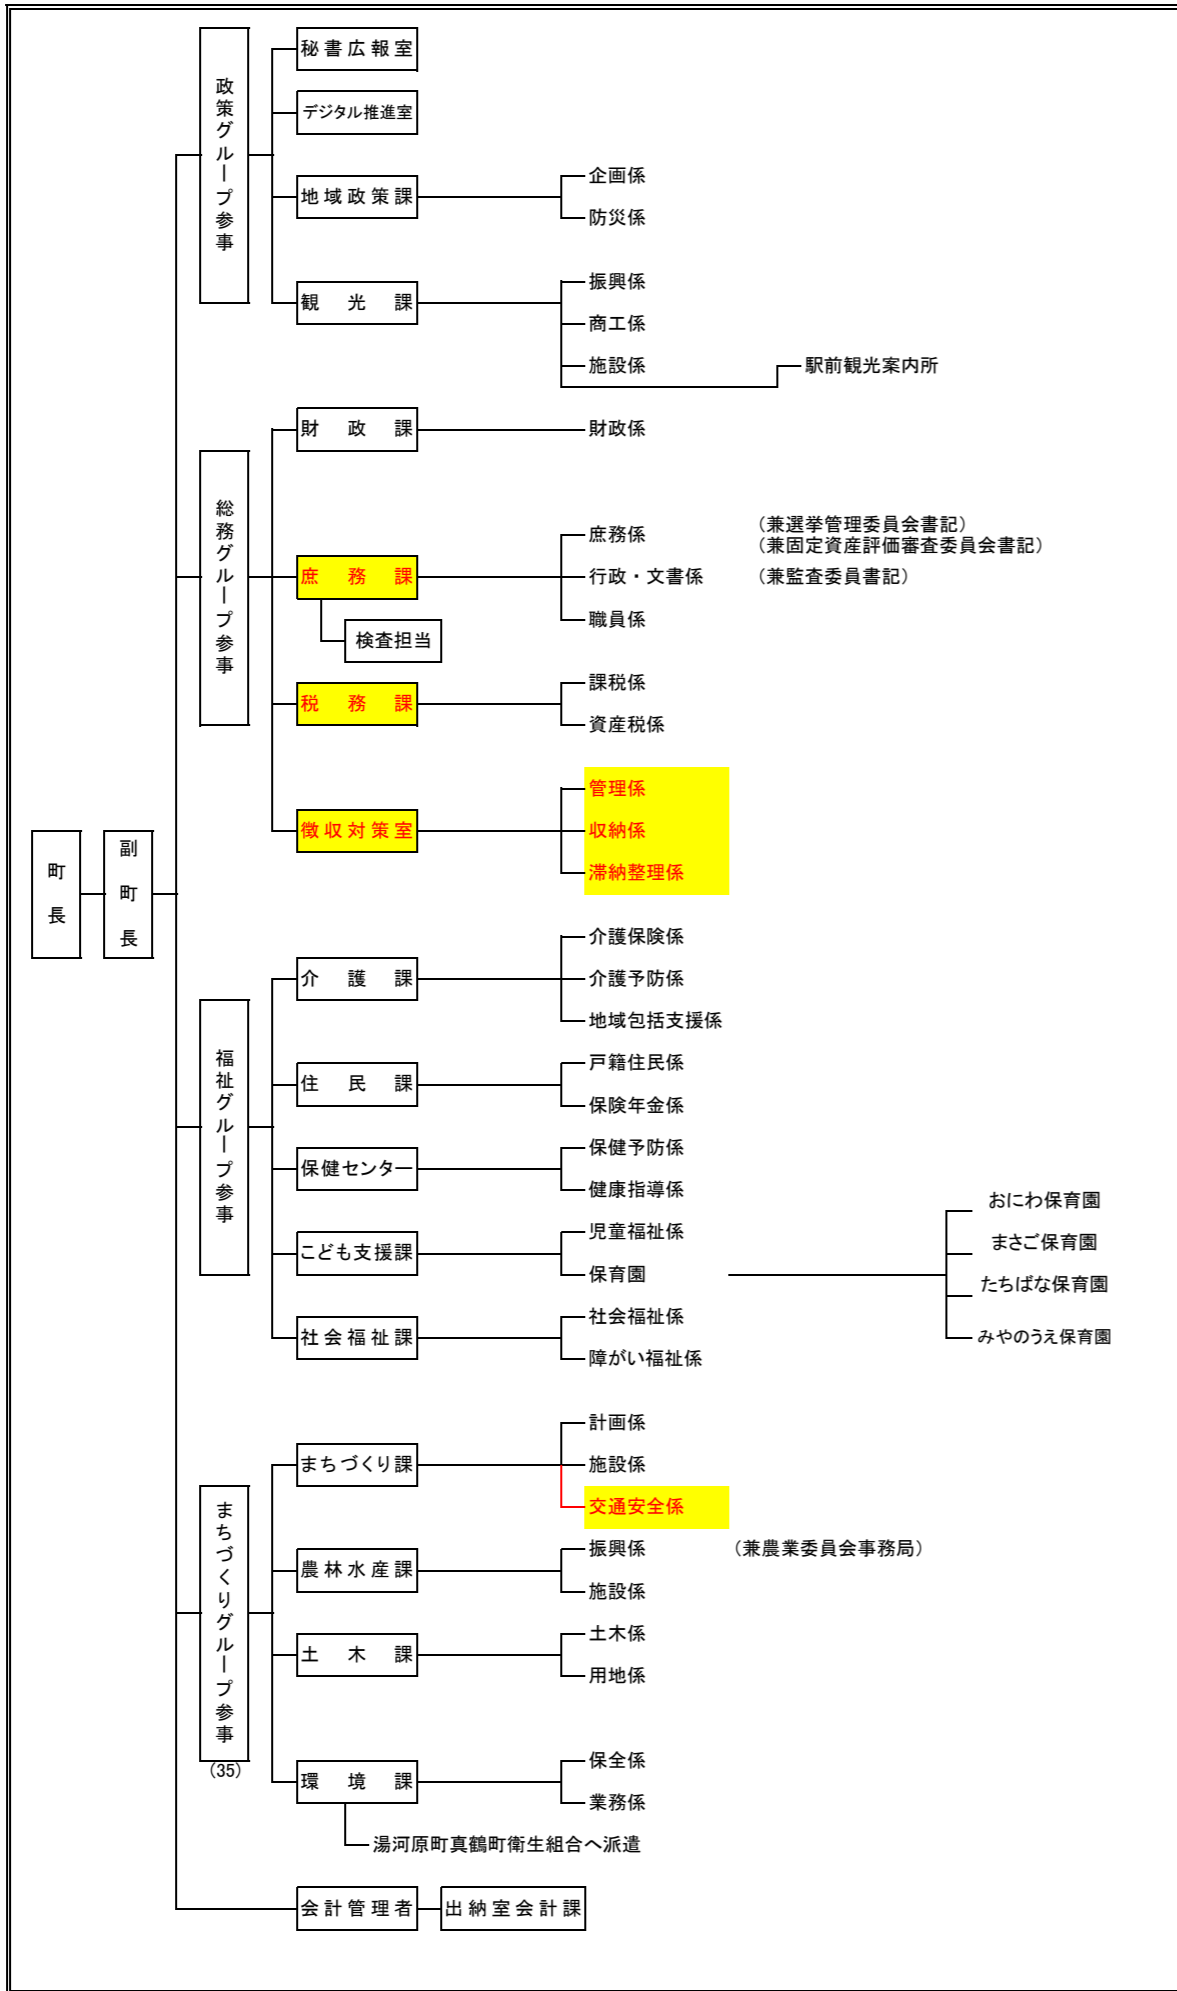 秘書広報室
デジタル推進室
政策グループ参事
地域政策課
企画係
防災係
観光課
振興係
商工係
施設係
駅前観光案内所
財政課
財政係
総務グループ参事
庶務課
庶務係
(兼選挙管理委員会書記)
(兼固定資産評価審査委員会書記)
行政・文書係
(兼監査委員書記)
職員係
検査担当
税務課
課税係
資産税係
徴収対策室
管理係
収納係
滞納整理係
町長
副町長
福祉グループ参事
介護課
介護保険係
介護予防係
地域包括支援係
住民課
戸籍住民係
保険年金係
保健センター
保健予防係
健康指導係
こども支援課
児童福祉係
保育園
おにわ保育園
まさご保育園
たちばな保育園
みやのうえ保育園
社会福祉課
社会福祉係
障がい福祉係
まちづくりグループ参事
(35)
まちづくり課
計画係
施設係
交通安全係
農林水産課
振興係
(兼農業委員会事務局)
施設係
土木課
土木係
用地係
環境課
保全係
業務係
湯河原町真鶴町衛生組合へ派遣
会計管理者
出納室会計課